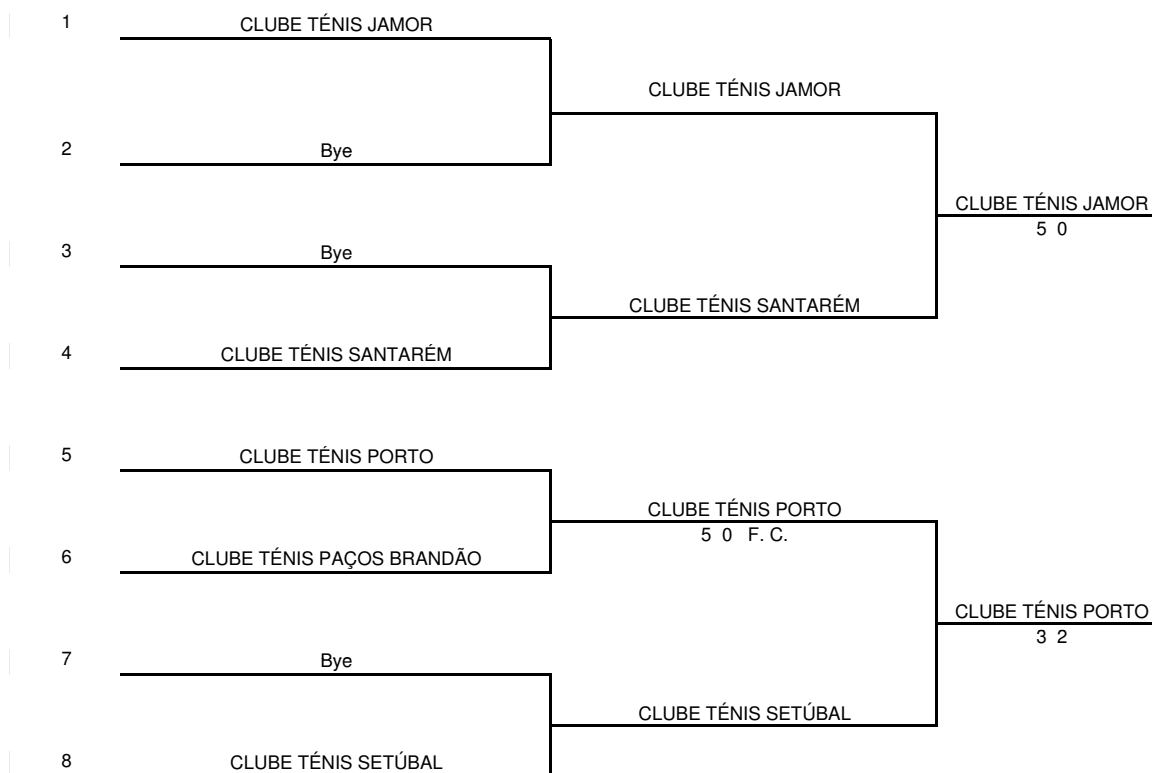 1 CLUBE TÉNIS JAMOR
CLUBE TÉNIS JAMOR
2 Bye
CLUBE TÉNIS JAMOR
5 0
3 Bye
CLUBE TÉNIS SANTARÉM
4 CLUBE TÉNIS SANTARÉM
5 CLUBE TÉNIS PORTO
CLUBE TÉNIS PORTO
5 0 F. C.
6 CLUBE TÉNIS PAÇOS BRANDÃO
CLUBE TÉNIS PORTO
3 2
7 Bye
CLUBE TÉNIS SETÚBAL
8 CLUBE TÉNIS SETÚBAL